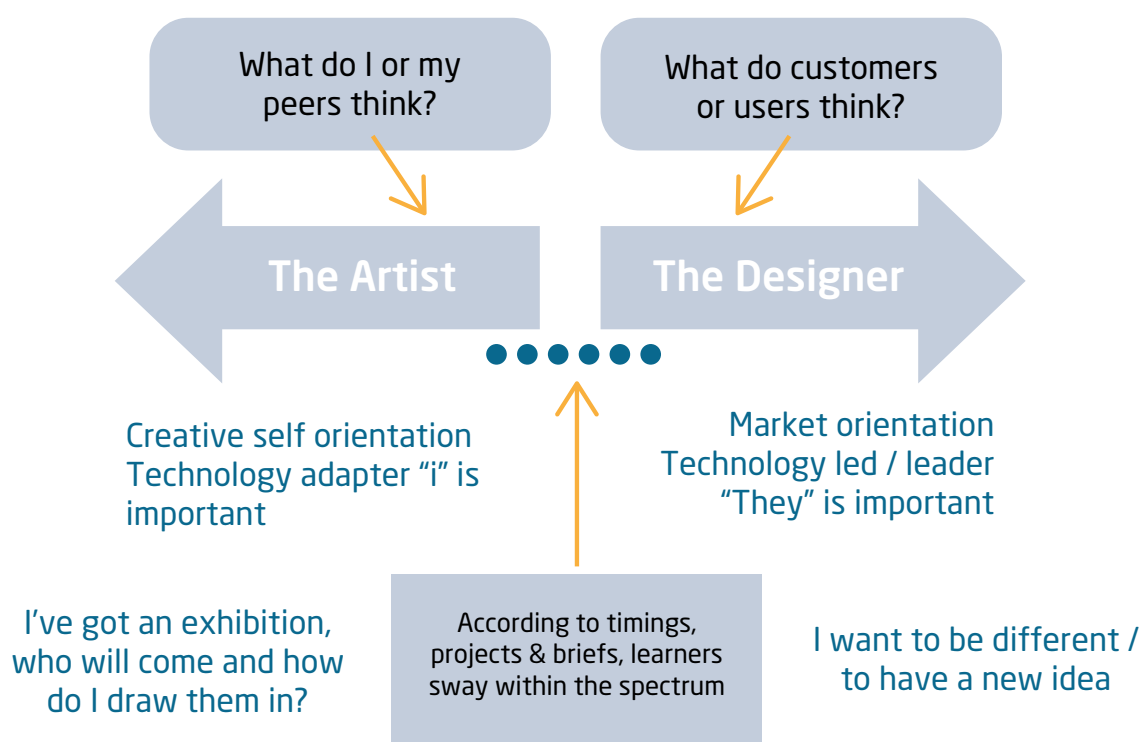 What do I or my
peers think?
What do customers
or users think?
The Artist
The Designer
Creative self orientation
Technology adapter “i” is
important
Market orientation
Technology led / leader
“They” is important
I’ve got an exhibition,
who will come and how
do I draw them in?
According to timings,
projects & briefs, learners
sway within the spectrum
I want to be different /
to have a new idea